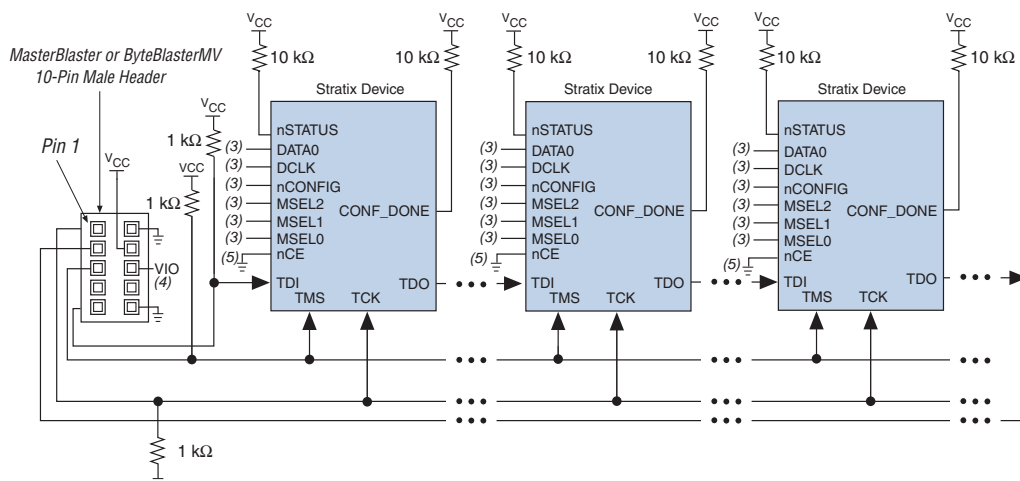 MasterBlaster or ByteBlasterMV
10-Pin Male Header
Pin 1
VCC
VIO
(4)
VCC
1 kΩ
VCC
1 kΩ
1 kΩ
VCC
10 kΩ
VCC
10 kΩ
Stratix Device
nSTATUS
(3) DATA0
(3) DCLK
(3) nCONFIG
(3) MSEL2
(3) MSEL1
(3) MSEL0
(5) nCE
CONF_DONE
TDI
TDO
TMS
TCK
VCC
10 kΩ
VCC
10 kΩ
Stratix Device
nSTATUS
(3) DATA0
(3) DCLK
(3) nCONFIG
(3) MSEL2
(3) MSEL1
(3) MSEL0
(5) nCE
CONF_DONE
TDI
TDO
TMS
TCK
VCC
10 kΩ
VCC
10 kΩ
Stratix Device
nSTATUS
(3) DATA0
(3) DCLK
(3) nCONFIG
(3) MSEL2
(3) MSEL1
(3) MSEL0
(5) nCE
CONF_DONE
TDI
TDO
TMS
TCK